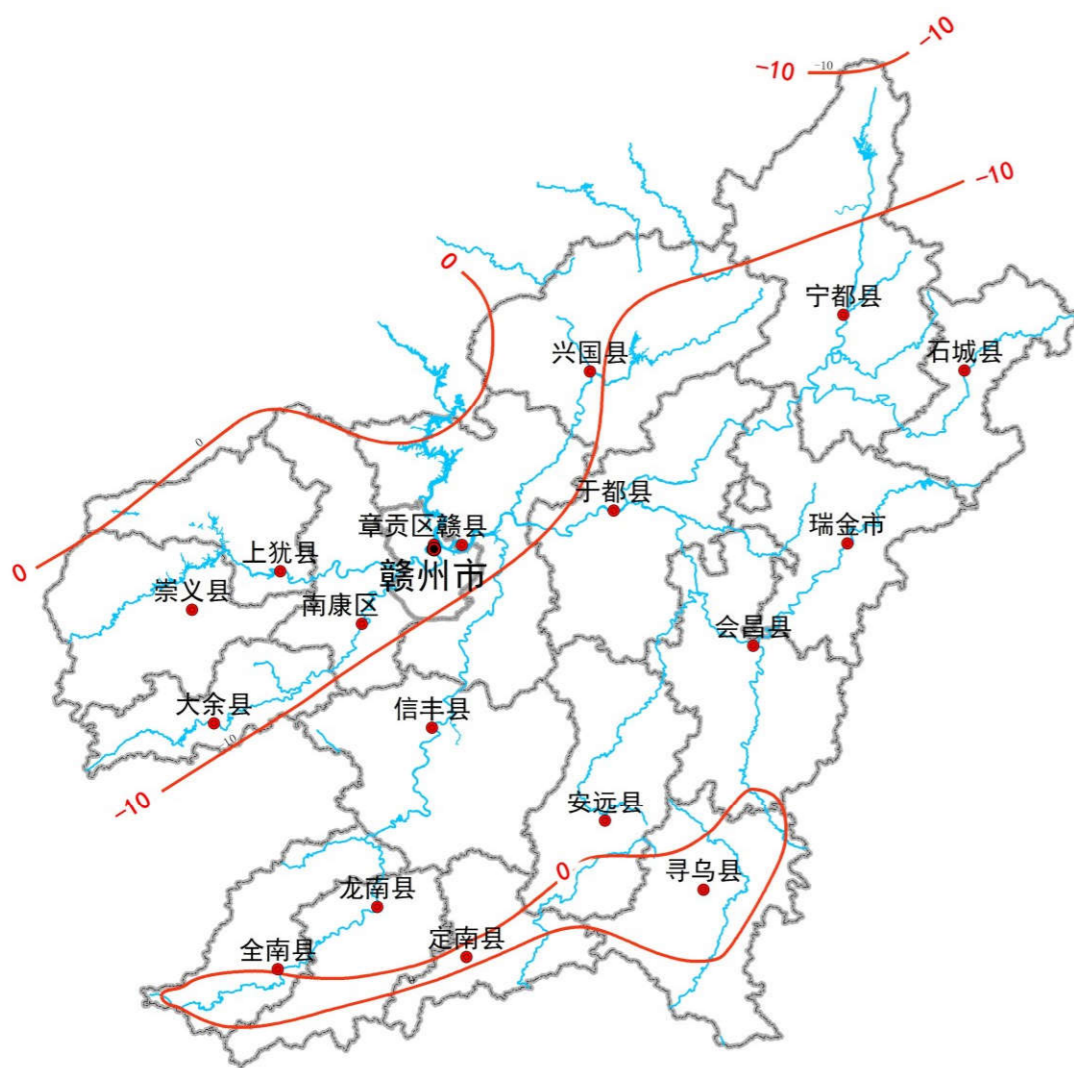 -10
-10
-10
-10
0
宁都县
兴国县
石城县
0
于都县
章贡区
赣县
瑞金市
赣州市
上犹县
0
崇义县
南康区
会昌县
大余县
信丰县
-10
-10
安远县
0
寻乌县
龙南县
定南县
全南县